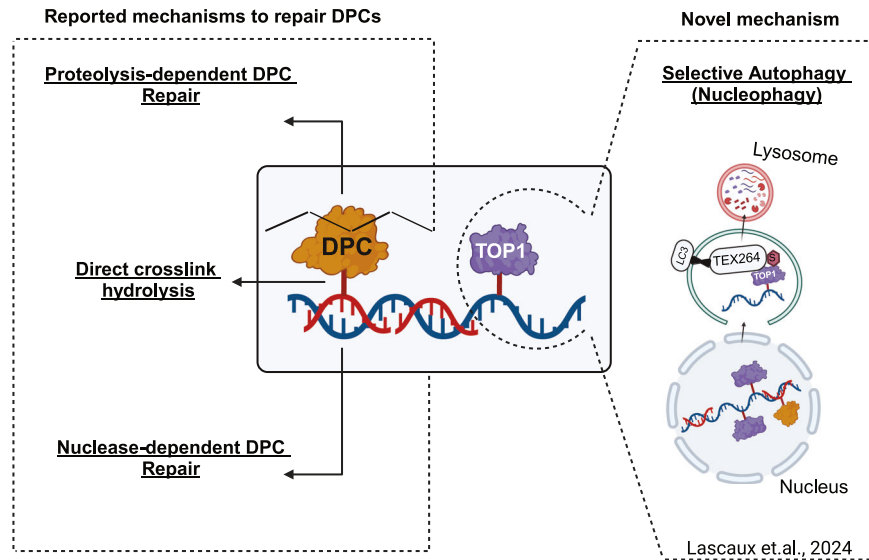 Reported mechanisms to repair DPCs
Proteolysis-dependent DPC
Repair
Direct crosslink
hydrolysis
Nuclease-dependent DPC
Repair
DPC
TOP1
Novel mechanism
Selective Autophagy
(Nucleophagy)
Lysosome
LC3
TEX264
S
TOP1
Nucleus
Lascaux et.al., 2024